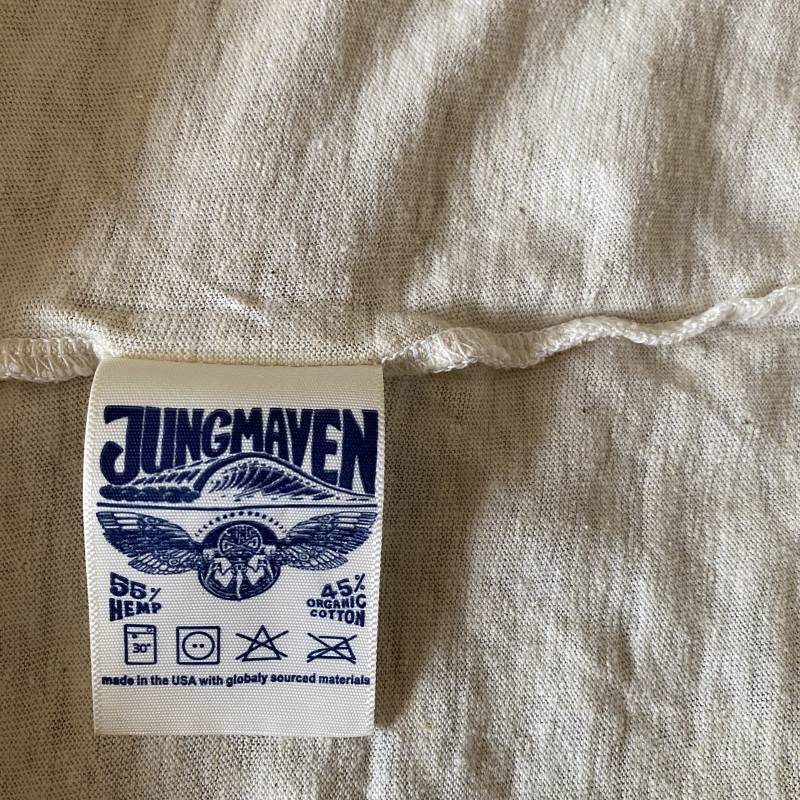 JUNGMAVEN
55% HEMP
45% ORGANIC COTTON
30°
made in the USA with globaly sourced materials